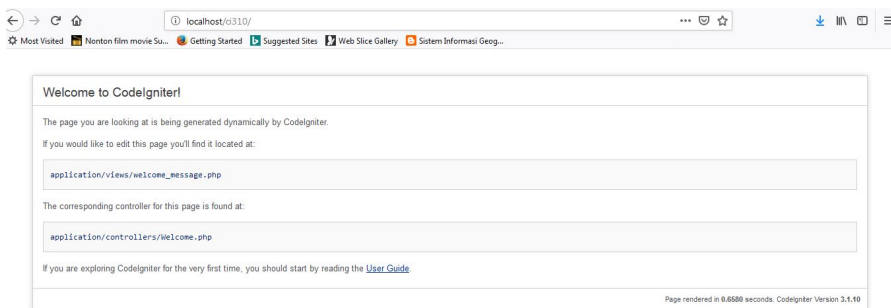 localhost/ci310/
Most Visited Nonton film movie Su... Getting Started Suggested Sites Web Slice Gallery Sistem Informasi Geog...
Welcome to CodeIgniter!
The page you are looking at is being generated dynamically by CodeIgniter.
If you would like to edit this page you'll find it located at:
application/views/welcome_message.php
The corresponding controller for this page is found at:
application/controllers/Welcome.php
If you are exploring CodeIgniter for the very first time, you should start by reading the User Guide.
Page rendered in 0.6580 seconds. CodeIgniter Version 3.1.10